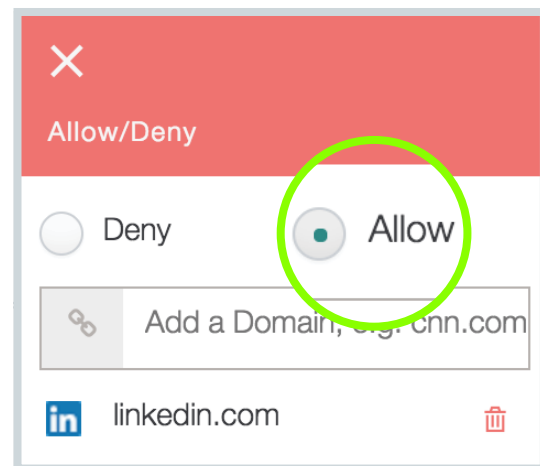 Allow/Deny
Deny Allow
Add a Domain, e.g. cnn.com
in linkedin.com